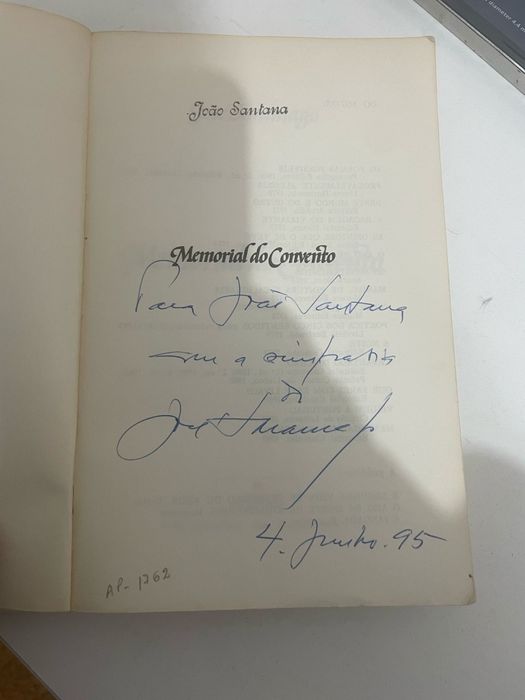 João Santana
Memorial do Convento
Para João Santana
com a simpatia
de
José Saramago
4. Junho. 95
AP- 1762